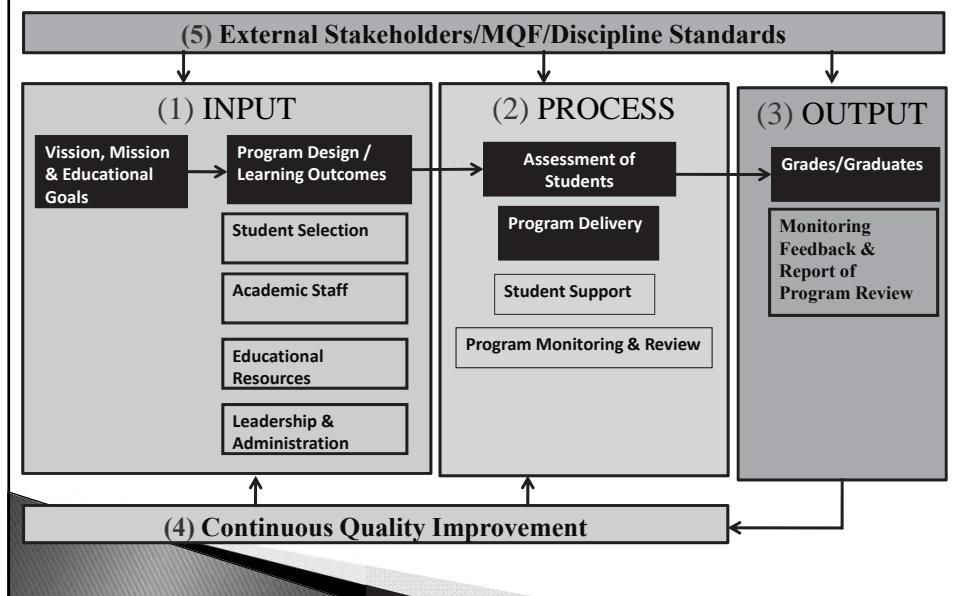 (5) External Stakeholders/MQF/Discipline Standards
(1) INPUT
Vission, Mission
& Educational
Goals
Program Design /
Learning Outcomes
Student Selection
Academic Staff
Educational
Resources
Leadership &
Administration
(2) PROCESS
Assessment of
Students
Program Delivery
Student Support
Program Monitoring & Review
(3) OUTPUT
Grades/Graduates
Monitoring
Feedback &
Report of
Program Review
(4) Continuous Quality Improvement